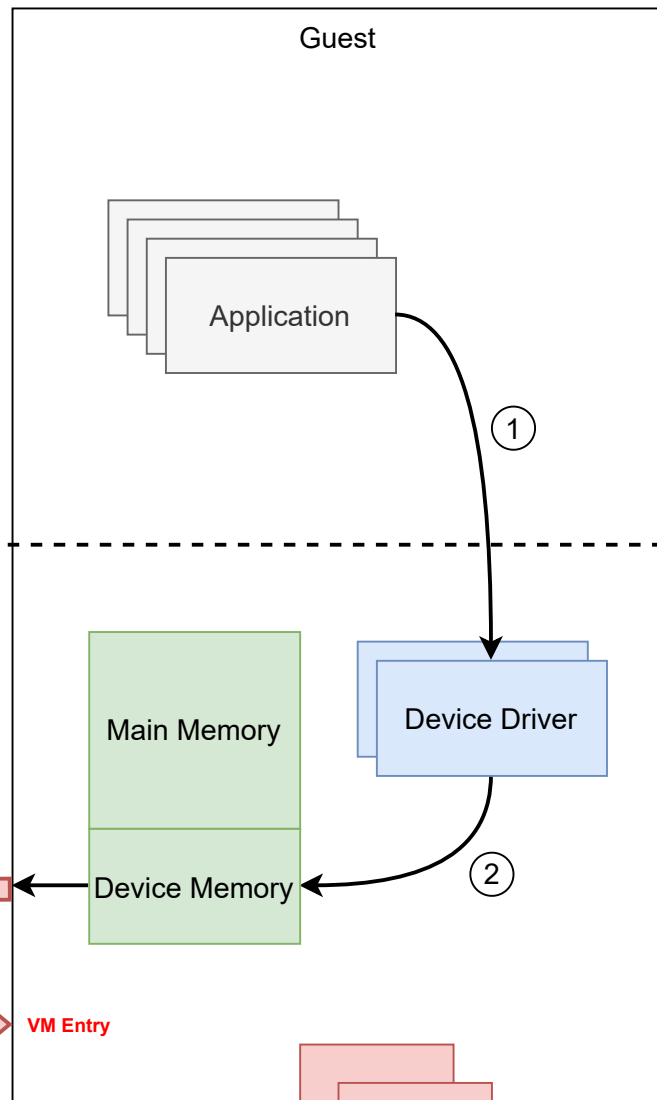 Guest
Application
1
Main Memory
Device Driver
Device Memory
2
VM Entry